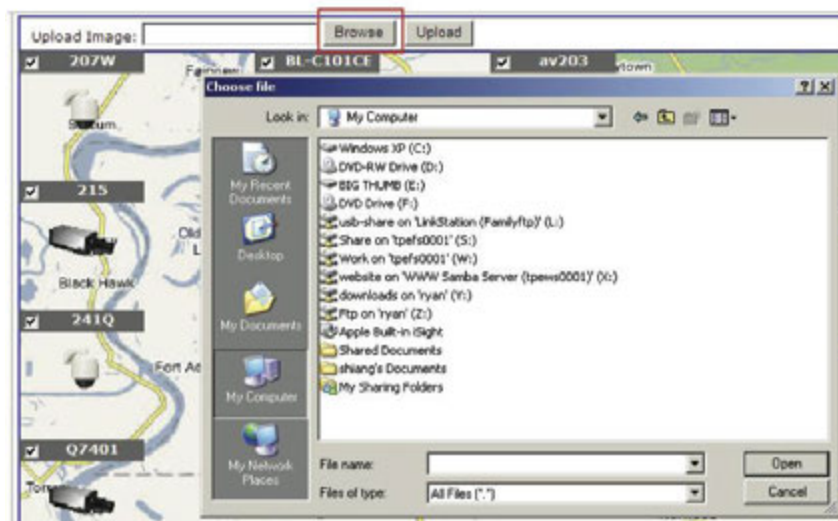 Upload Image: Browse Upload
207W BL-C101CE av203
Choose file
Look in: My Computer
My Recent Documents
Desktop
My Documents
My Computer
My Network Places
Windows XP (C:)
DVD-RW Drive (D:)
BIG THUMB (E:)
DVD Drive (F:)
usb-share on 'LinkStation (Familyftp)' (L:)
Share on 'tpefs0001' (S:)
Work on 'tpefs0001' (W:)
website on 'WWW Samba Server (tpews0001)' (X:)
downloads on 'ryan' (Y:)
Ftp on 'ryan' (Z:)
Apple Built-in iSight
Shared Documents
shiang's Documents
My Sharing Folders
File name:
Open
Files of type: All Files (*.*)
Cancel
215
Black Hawk
241Q
Fort
Q7401